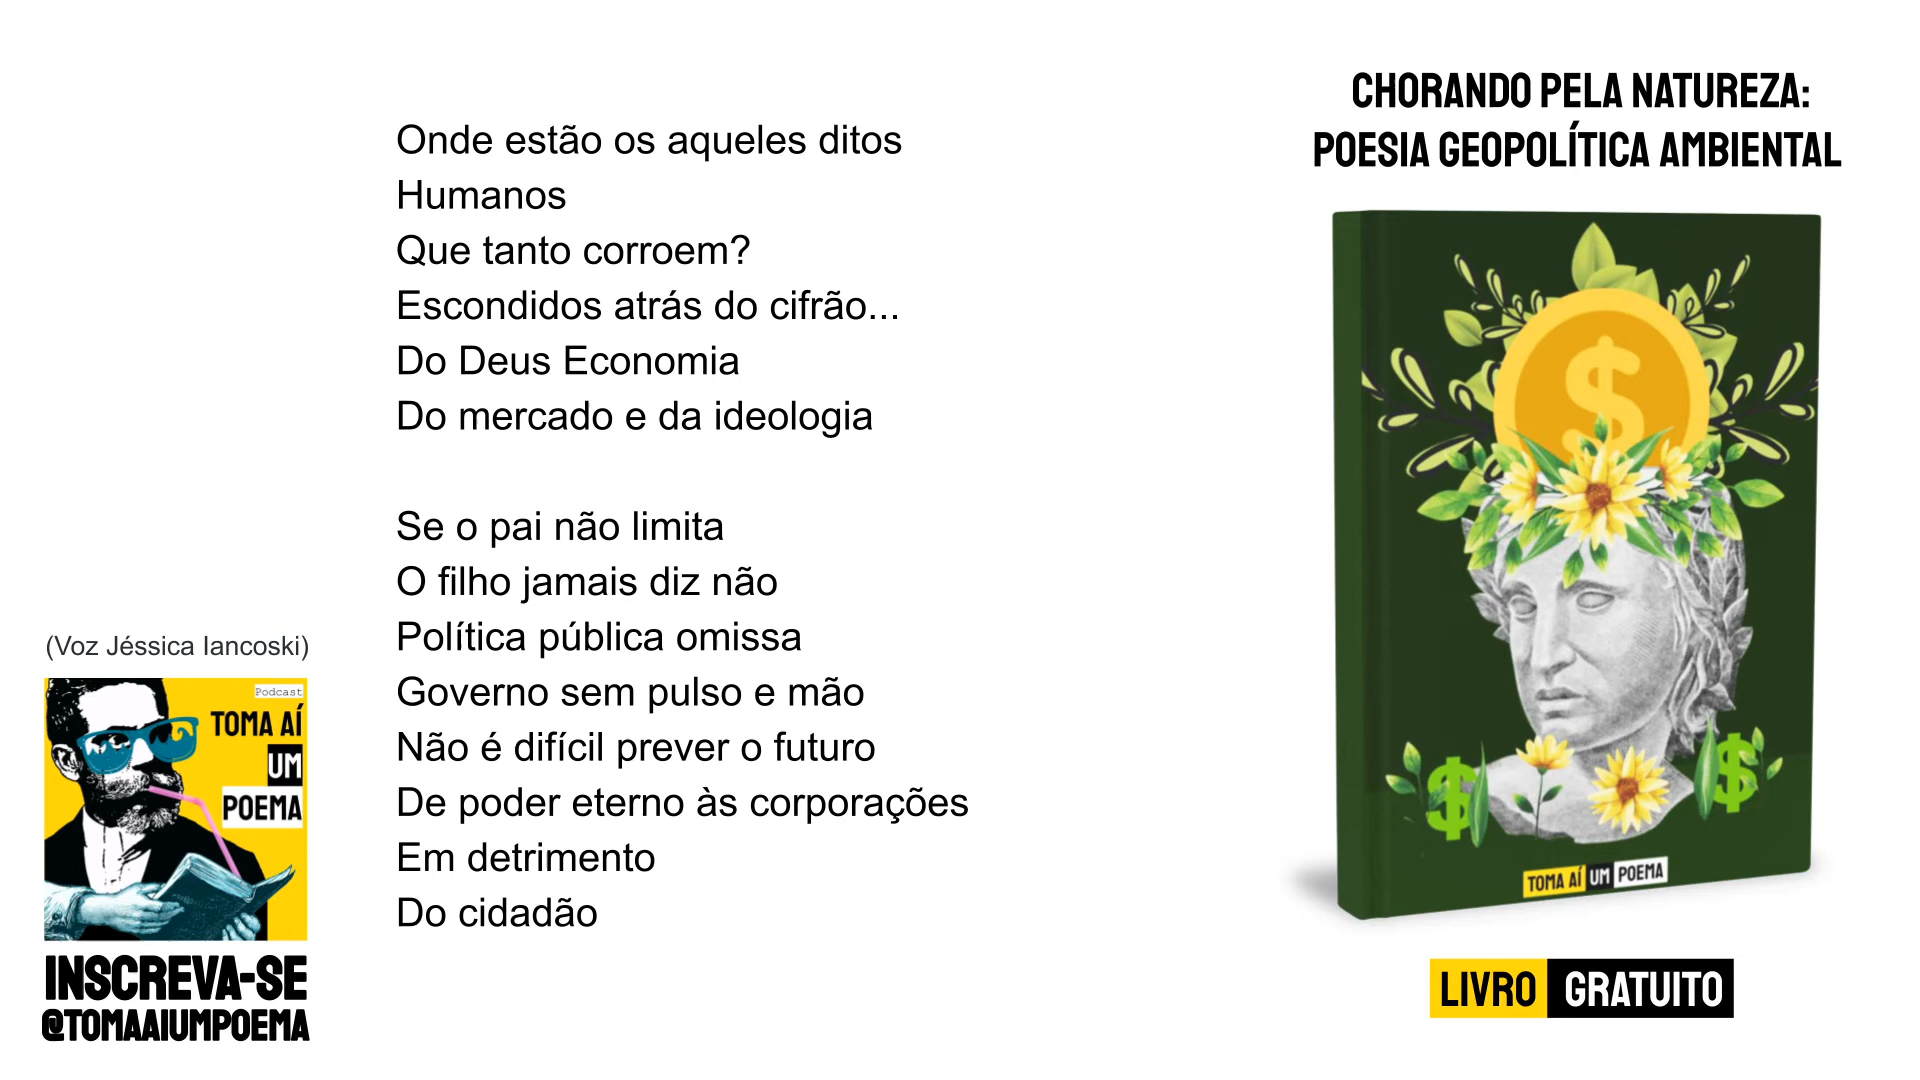 Onde estão os aqueles ditos
Humanos
Que tanto corroem?
Escondidos atrás do cifrão...
Do Deus Economia
Do mercado e da ideologia
Se o pai não limita
O filho jamais diz não
Política pública omissa
Governo sem pulso e mão
Não é difícil prever o futuro
De poder eterno às corporações
Em detrimento
Do cidadão
(Voz Jéssica Iancoski)
Podcast
TOMA AÍ
UM
POEMA
INSCREVA-SE
@TOMAAIUMPOEMA
CHORANDO PELA NATUREZA:
POESIA GEOPOLÍTICA AMBIENTAL
$
$ $
TOMA AÍ UM POEMA
LIVRO GRATUITO